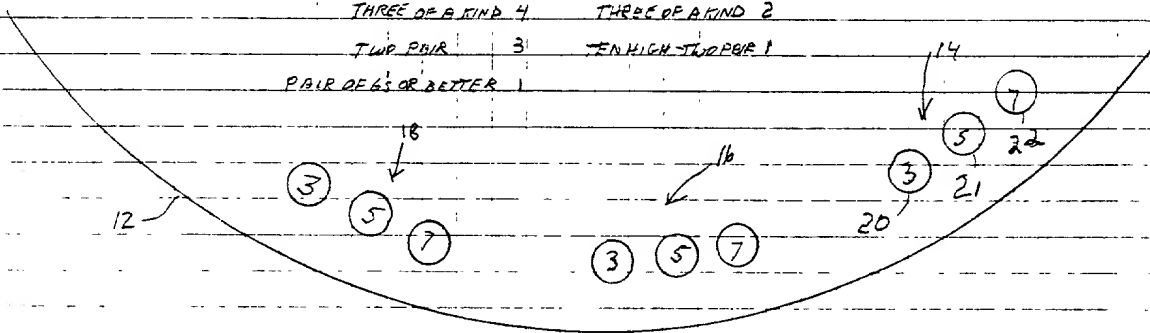 THREE OF A KIND 4 THREE OF A KIND 2
TWO PAIR 3 TEN HIGH-TWO PAIR 1
PAIR OF 6'S OR BETTER 1
14
7
18 5 22
16 3 21
3 20
5
12 7 3 5 7